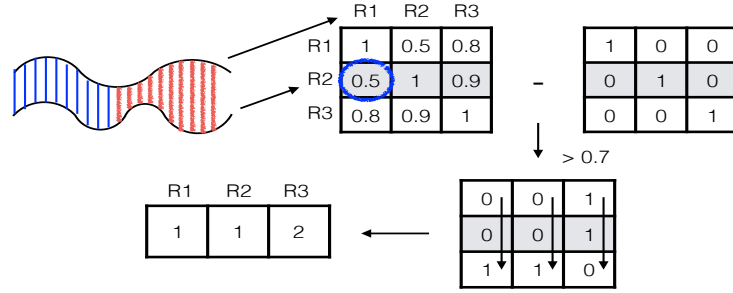 R1 R2 R3
R1 1 0.5 0.8
R2 0.5 1 0.9
R3 0.8 0.9 1
-
1 0 0
0 1 0
0 0 1
> 0.7
0 0 1
0 0 1
1 1 0
R1 R2 R3
1 1 2